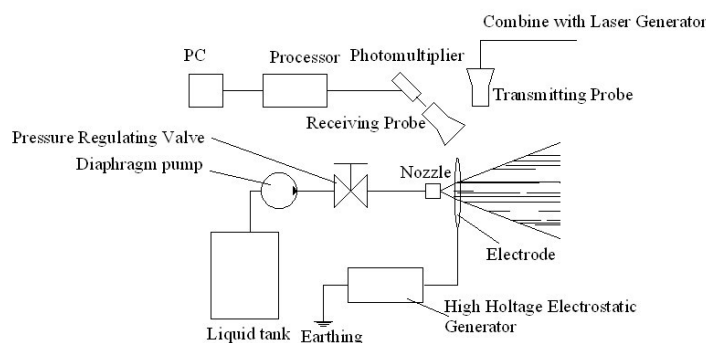 Combine with Laser Generator
PC
Processor
Photomultiplier
Transmitting Probe
Receiving Probe
Pressure Regulating Valve
Diaphragm pump
Nozzle
Electrode
High Holtage Electrostatic
Generator
Liquid tank
Earthing